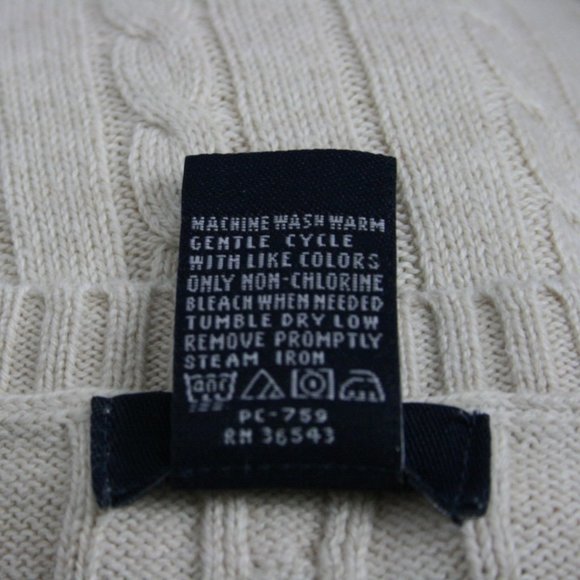 MACHINE WASH WARM
GENTLE CYCLE
WITH LIKE COLORS
ONLY NON-CHLORINE
BLEACH WHEN NEEDED
TUMBLE DRY LOW
REMOVE PROMPTLY
STEAM IRON
PC-759
RN 36543